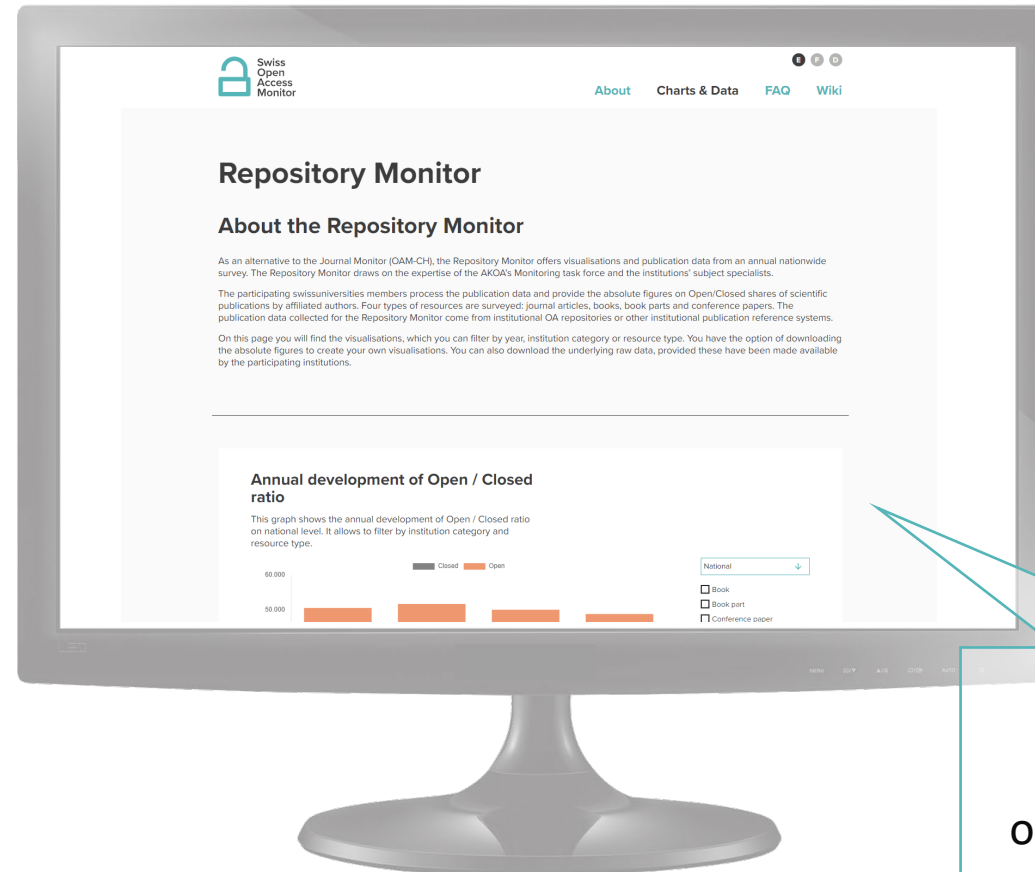 Swiss
Open
Access
Monitor
E F D
About Charts & Data FAQ Wiki
Repository Monitor
About the Repository Monitor
As an alternative to the Journal Monitor (OAM-CH), the Repository Monitor offers visualisations and publication data from an annual nationwide
survey. The Repository Monitor draws on the expertise of the AKOA's Monitoring task force and the institutions' subject specialists.
The participating swissuniversities members process the publication data and provide the absolute figures on Open/Closed shares of scientific
publications by affiliated authors. Four types of resources are surveyed: journal articles, books, book parts and conference papers. The
publication data collected for the Repository Monitor come from institutional OA repositories or other institutional publication reference systems.
On this page you will find the visualisations, which you can filter by year, institution category or resource type. You have the option of downloading
the absolute figures to create your own visualisations. You can also download the underlying raw data, provided these have been made available
by the participating institutions.
Annual development of Open / Closed
ratio
This graph shows the annual development of Open / Closed ratio
on national level. It allows to filter by institution category and
resource type.
Closed Open
National
60.000
Book
50.000
Book part
Conference paper
MENU
AUTO
O